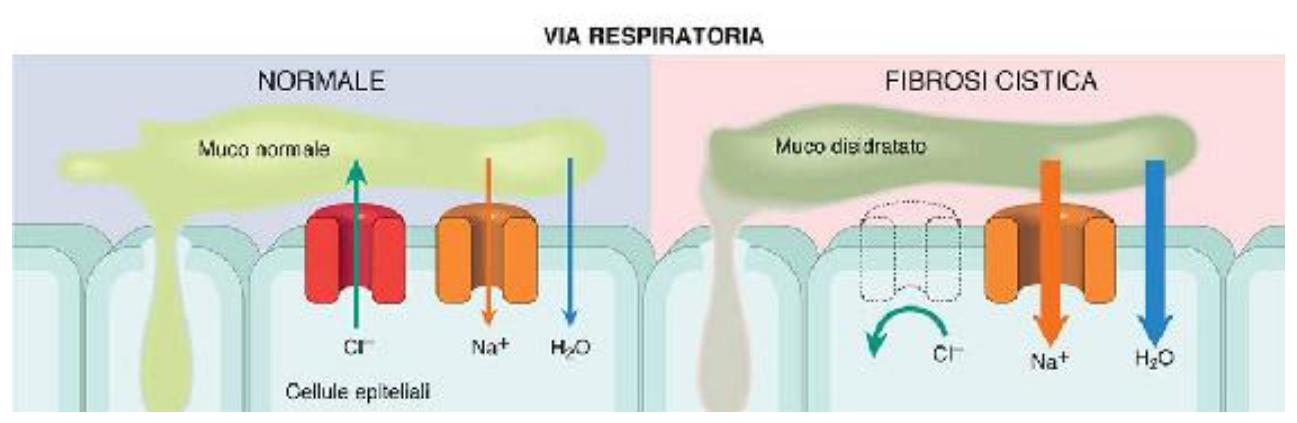 VIA RESPIRATORIA
NORMALE
Muco normale
Cl⁻
Na⁺
H₂O
Cellule epiteliali
FIBROSI CISTICA
Muco disidratato
Cl⁻
Na⁺
H₂O